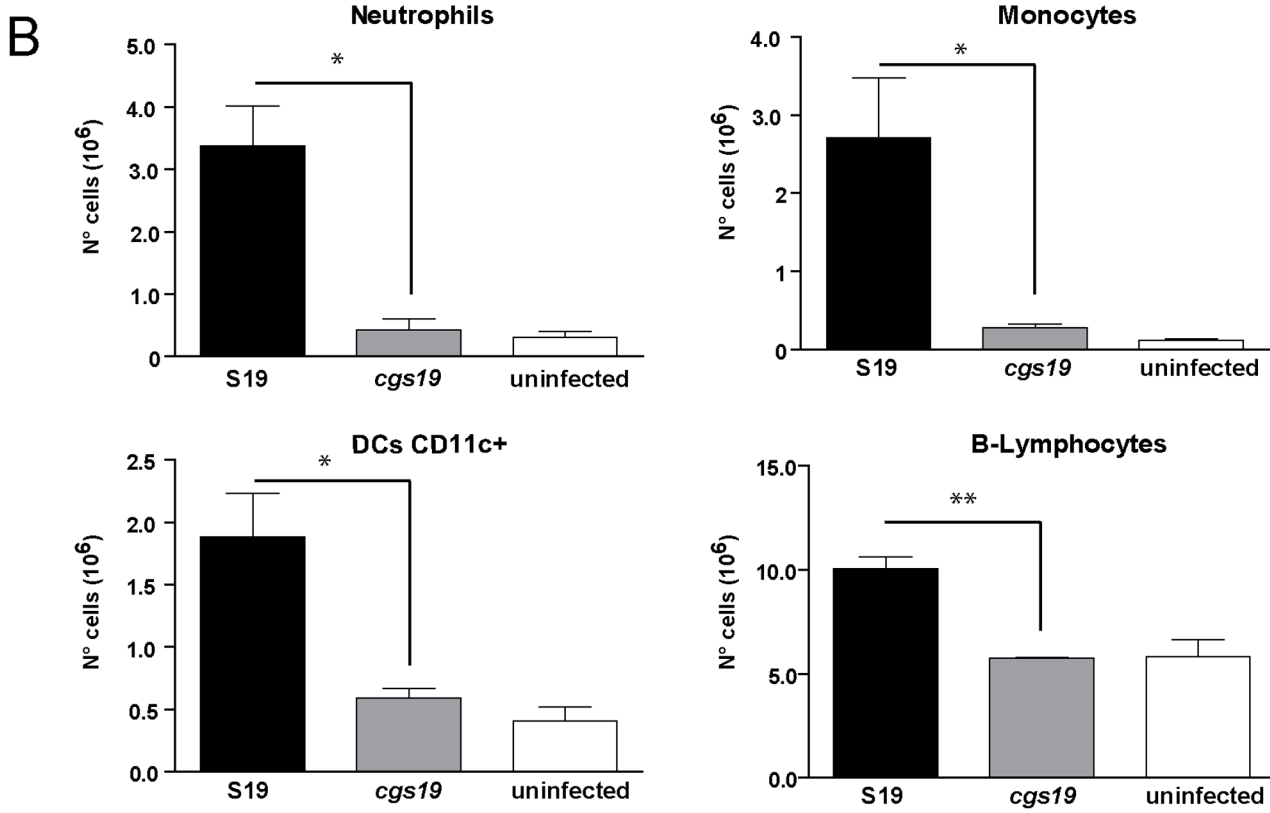 B
Neutrophils
5.0
4.0
3.0
2.0
1.0
0
N° cells (10⁶)
*
S19
cgs19
uninfected
Monocytes
4.0
3.0
2
1
0
N° cells (10⁶)
*
S19
cgs19
uninfected
DCs CD11c+
2.5
2.0
1.5
1.0
0.5
0.0
N° cells (10⁶)
*
S19
cgs19
uninfected
B-Lymphocytes
15.0
10.0
5.0
0.0
N° cells (10⁶)
**
S19
cgs19
uninfected